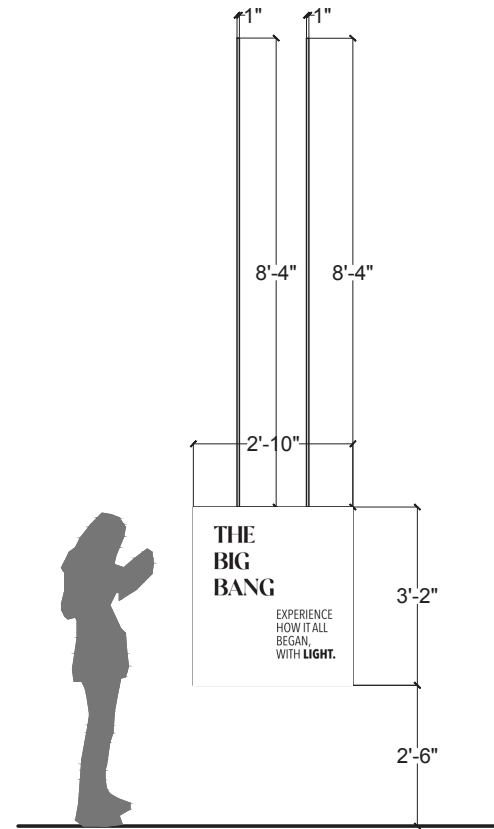 1" 1"
8'-4" 8'-4"
2'-10"
THE
BIG
BANG
EXPERIENCE
HOW IT ALL
BEGAN,
WITH LIGHT.
3'-2"
2'-6"